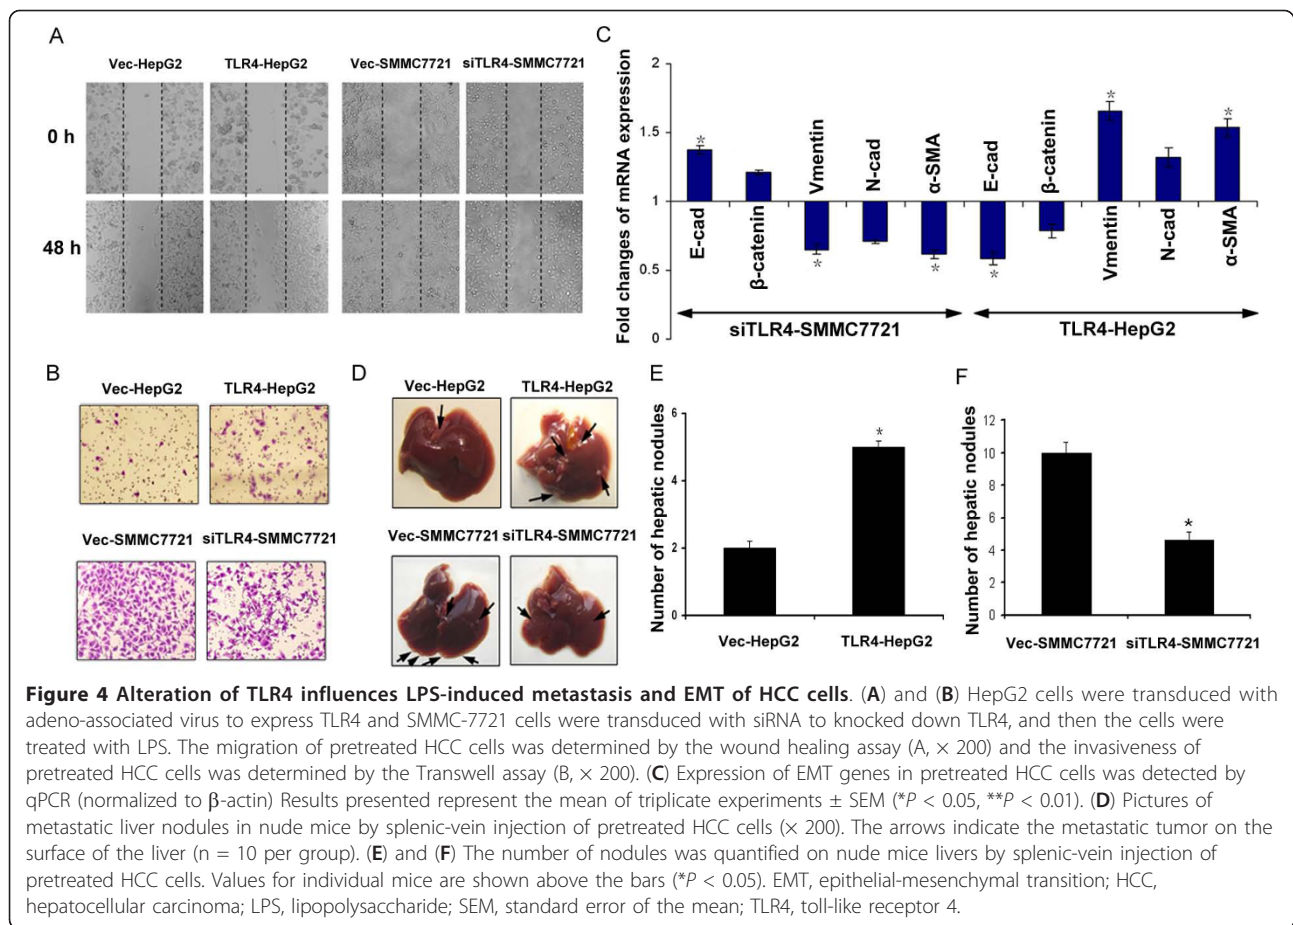 A
Vec-HepG2 TLR4-HepG2 Vec-SMMC7721 siTLR4-SMMC7721
0 h
48 h
C
Fold changes of mRNA expression
2
1.5
1
0.5
0
E-cad β-catenin Vmentin N-cad α-SMA E-cad β-catenin Vmentin N-cad α-SMA
* * * * * *
siTLR4-SMMC7721 TLR4-HepG2
B
Vec-HepG2 TLR4-HepG2
Vec-SMMC7721 siTLR4-SMMC7721
D
Vec-HepG2 TLR4-HepG2
Vec-SMMC7721 siTLR4-SMMC7721
E
Number of hepatic nodules
6
4
2
0
*
Vec-HepG2 TLR4-HepG2
F
Number of hepatic nodules
12
10
8
6
4
2
0
*
Vec-SMMC7721 siTLR4-SMMC7721
Figure 4 Alteration of TLR4 influences LPS-induced metastasis and EMT of HCC cells. (A) and (B) HepG2 cells were transduced with
adeno-associated virus to express TLR4 and SMMC-7721 cells were transduced with siRNA to knocked down TLR4, and then the cells were
treated with LPS. The migration of pretreated HCC cells was determined by the wound healing assay (A, × 200) and the invasiveness of
pretreated HCC cells was determined by the Transwell assay (B, × 200). (C) Expression of EMT genes in pretreated HCC cells was detected by
qPCR (normalized to β-actin) Results presented represent the mean of triplicate experiments ± SEM (*P < 0.05, **P < 0.01). (D) Pictures of
metastatic liver nodules in nude mice by splenic-vein injection of pretreated HCC cells (× 200). The arrows indicate the metastatic tumor on the
surface of the liver (n = 10 per group). (E) and (F) The number of nodules was quantified on nude mice livers by splenic-vein injection of
pretreated HCC cells. Values for individual mice are shown above the bars (*P < 0.05). EMT, epithelial-mesenchymal transition; HCC,
hepatocellular carcinoma; LPS, lipopolysaccharide; SEM, standard error of the mean; TLR4, toll-like receptor 4.